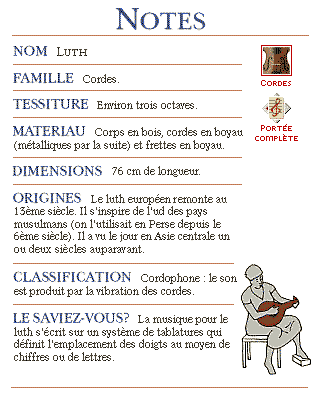 NOTES
NOM Luth
FAMILLE Cordes.
CORDES
TESSITURE Environ trois octaves.
PORTÉE
COMPLÈTE
MATERIAU Corps en bois, cordes en boyau
(métalliques par la suite) et frettes en boyau.
DIMENSIONS 76 cm de longueur.
ORIGINES Le luth européen remonte au
13ème siècle. Il s'inspire de l'ud des pays
musulmans (on l'utilisait en Perse depuis le
6ème siècle). Il a vu le jour en Asie centrale un
ou deux siècles auparavant.
CLASSIFICATION Cordophone : le son
est produit par la vibration des cordes.
LE SAVIEZ-VOUS? La musique pour le
luth s'écrit sur un système de tablatures qui
définit l'emplacement des doigts au moyen de
chiffres ou de lettres.